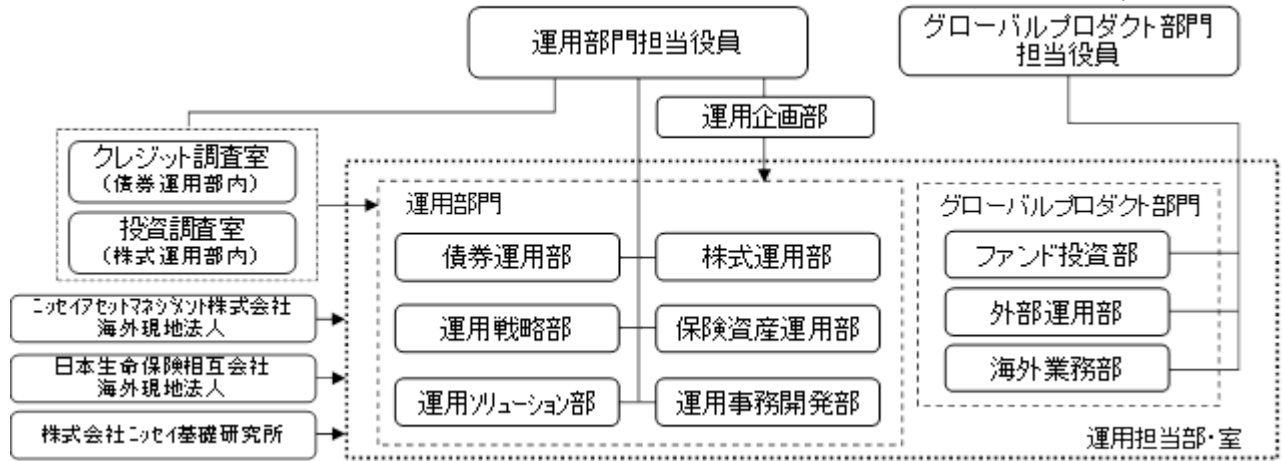 運用部門担当役員
グローバルプロダクト部門
担当役員
運用企画部
クレジット調査室
（債券運用部内）
投資調査室
（株式運用部内）
運用部門
債券運用部
株式運用部
運用戦略部
保険資産運用部
運用ソリューション部
運用事務開発部
グローバルプロダクト部門
ファンド投資部
外部運用部
海外業務部
ニッセイアセットマネジメント株式会社
海外現地法人
日本生命保険相互会社
海外現地法人
株式会社ニッセイ基礎研究所
運用担当部・室